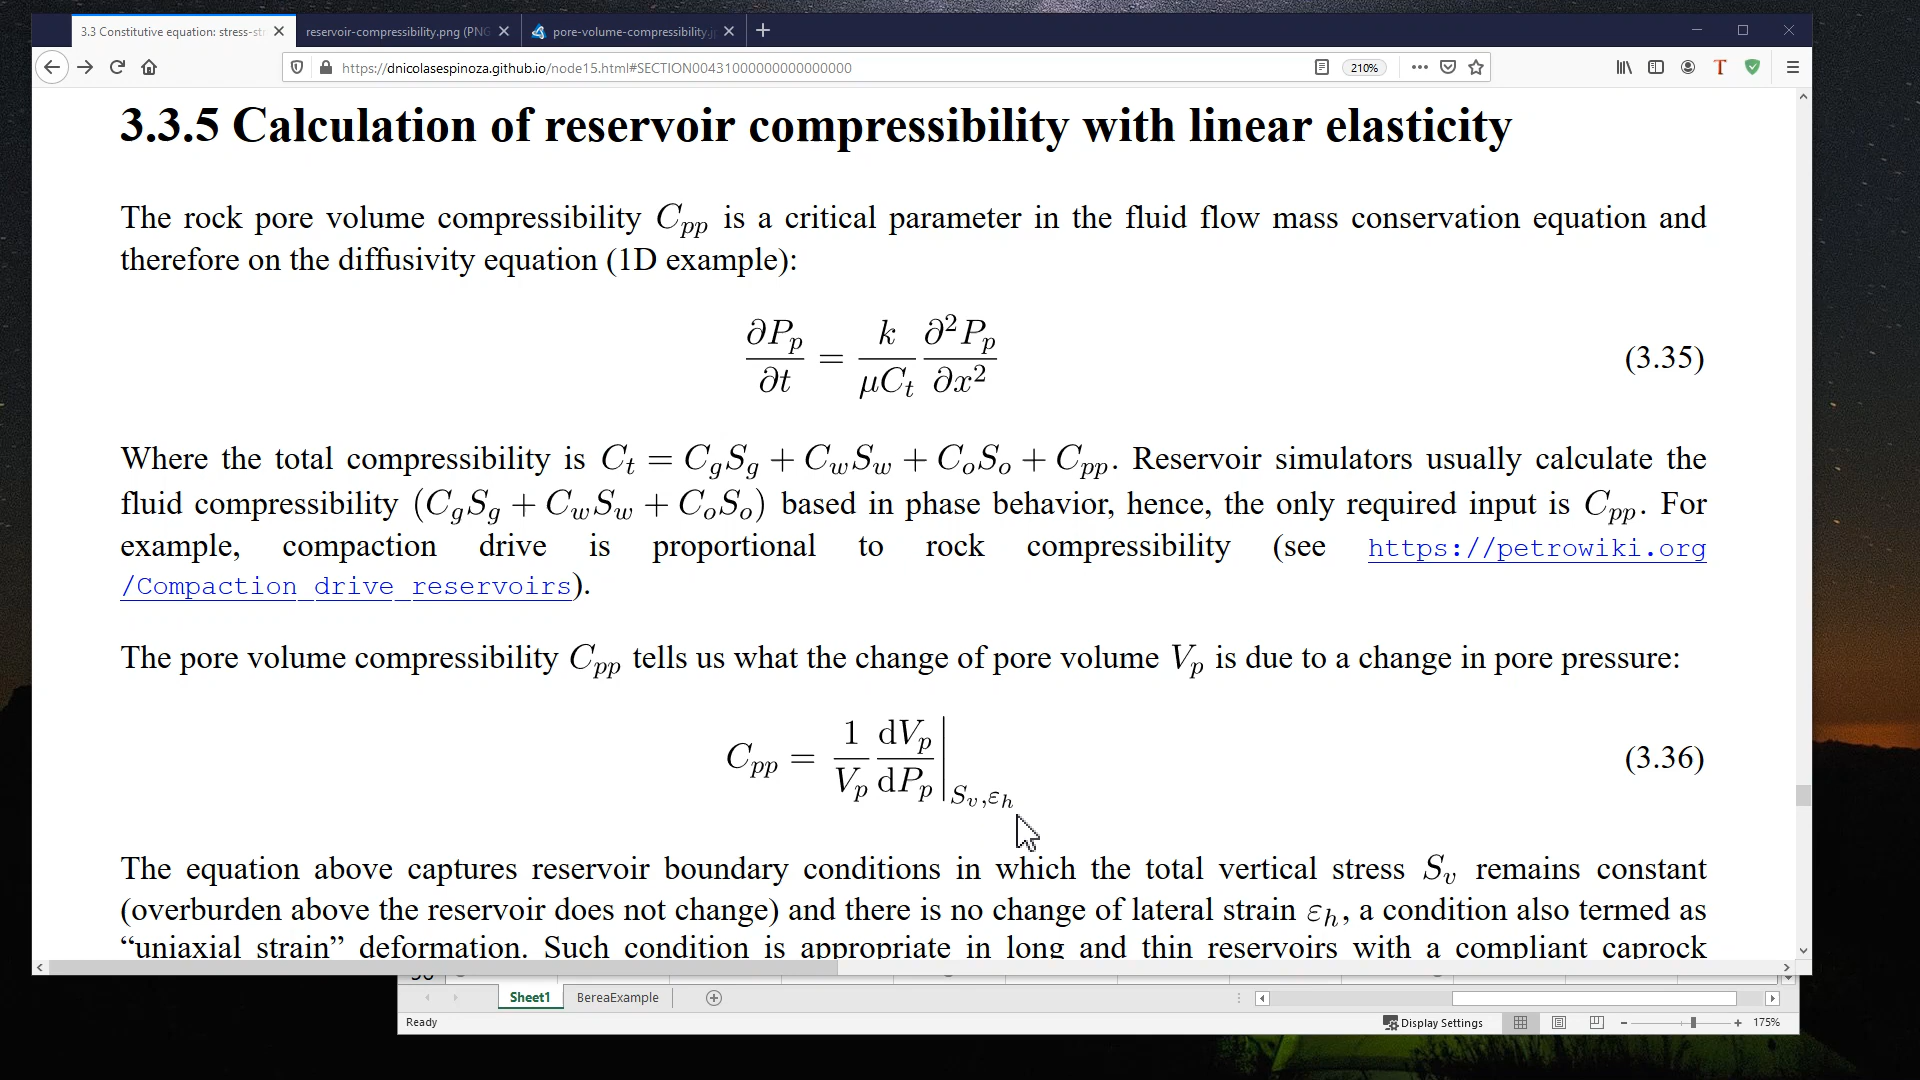 3.3 Constitutive equation: stress-st
reservoir-compressibility.png (PNG
pore-volume-compressibility.j
https://dnicolasespinoza.github.io/node15.html#SECTION00431000000000000000
210%
3.3.5 Calculation of reservoir compressibility with linear elasticity
The rock pore volume compressibility C_pp is a critical parameter in the fluid flow mass conservation equation and
therefore on the diffusivity equation (1D example):
∂P_p/∂t = k/(μC_t) ∂²P_p/∂x² (3.35)
Where the total compressibility is C_t = C_gS_g + C_wS_w + C_oS_o + C_pp. Reservoir simulators usually calculate the
fluid compressibility (C_gS_g + C_wS_w + C_oS_o) based in phase behavior, hence, the only required input is C_pp. For
example, compaction drive is proportional to rock compressibility (see https://petrowiki.org
/Compaction_drive_reservoirs).
The pore volume compressibility C_pp tells us what the change of pore volume V_p is due to a change in pore pressure:
C_pp = 1/V_p dV_p/dP_p |_{S_v,ε_h} (3.36)
The equation above captures reservoir boundary conditions in which the total vertical stress S_v remains constant
(overburden above the reservoir does not change) and there is no change of lateral strain ε_h, a condition also termed as
“uniaxial strain” deformation. Such condition is appropriate in long and thin reservoirs with a compliant caprock
Sheet1 BereaExample
Ready
Display Settings
175%